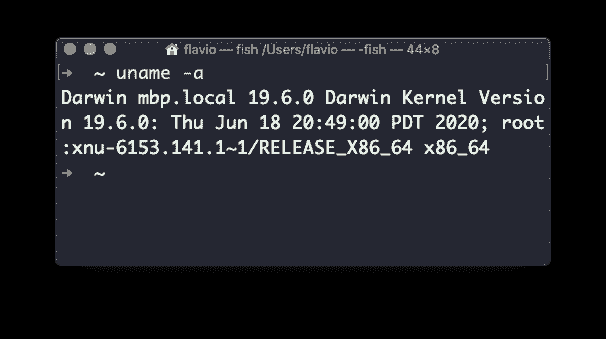 flavio — fish /Users/flavio — -fish — 44×8
[➜ ~ uname -a ]
Darwin mbp.local 19.6.0 Darwin Kernel Versio
n 19.6.0: Thu Jun 18 20:49:00 PDT 2020; root
:xnu-6153.141.1~1/RELEASE_X86_64 x86_64
➜ ~